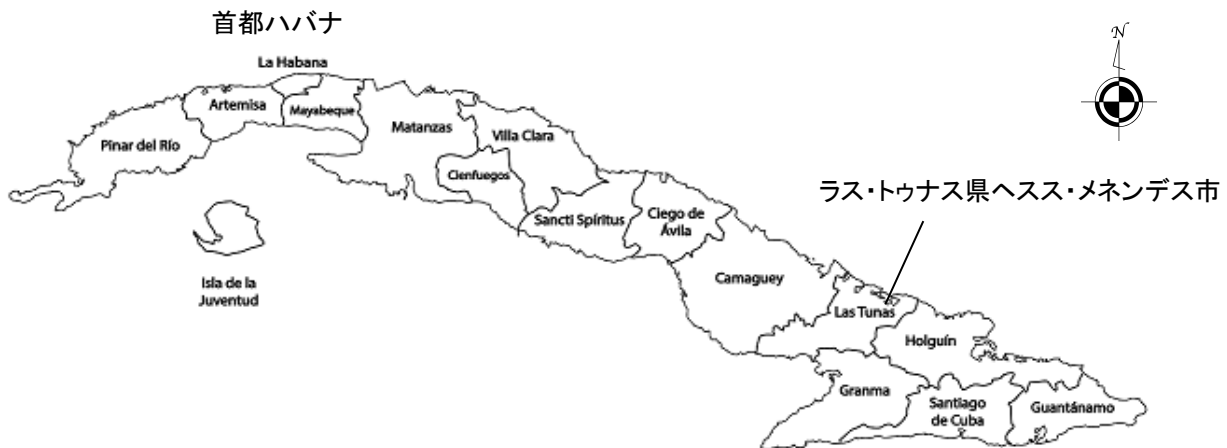 首都ハバナ
La Habana
Artemisa
Mayabeque
Pinar del Río
Matanzas
Villa Clara
Cienfuegos
Sancti Spíritus
Ciego de
Ávila
Isla de la
Juventud
Camaguey
ラス・トゥナス県ヘスス・メネンデス市
Las Tunas
Holguín
Granma
Santiago
de Cuba
Guantánamo
N